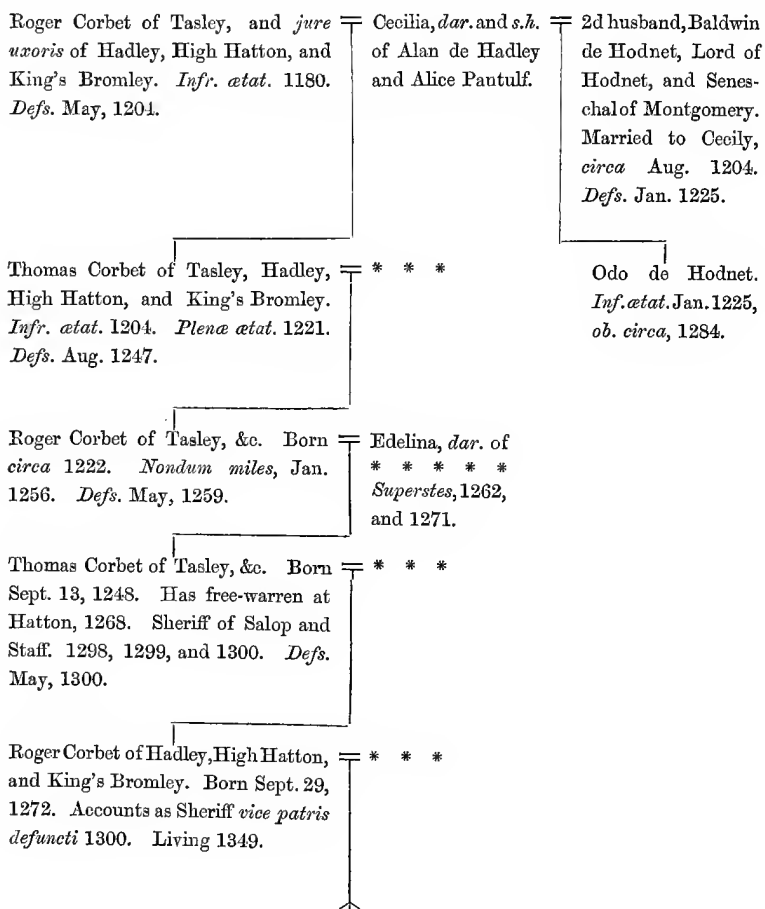 Roger Corbet of Tasley, and jure
uxoris of Hadley, High Hatton, and
King's Bromley. Infr. ætat. 1180.
Defs. May, 1204.
Cecilia, dar. and s.h.
of Alan de Hadley
and Alice Pantulf.
2d husband, Baldwin
de Hodnet, Lord of
Hodnet, and Senes-
chal of Montgomery.
Married to Cecily,
circa Aug. 1204.
Defs. Jan. 1225.
Thomas Corbet of Tasley, Hadley,
High Hatton, and King's Bromley.
Infr. ætat. 1204. Plenæ ætat. 1221.
Defs. Aug. 1247.
* * *
Odo de Hodnet.
Inf. ætat. Jan. 1225,
ob. circa, 1284.
Roger Corbet of Tasley, &c. Born
circa 1222. Nondum miles, Jan.
1256. Defs. May, 1259.
Edelina, dar. of
* * * * *
Superstes, 1262,
and 1271.
Thomas Corbet of Tasley, &c. Born
Sept. 13, 1248. Has free-warren at
Hatton, 1268. Sheriff of Salop and
Staff. 1298, 1299, and 1300. Defs.
May, 1300.
* * *
Roger Corbet of Hadley, High Hatton,
and King's Bromley. Born Sept. 29,
1272. Accounts as Sheriff vice patris
defuncti 1300. Living 1349.
* * *